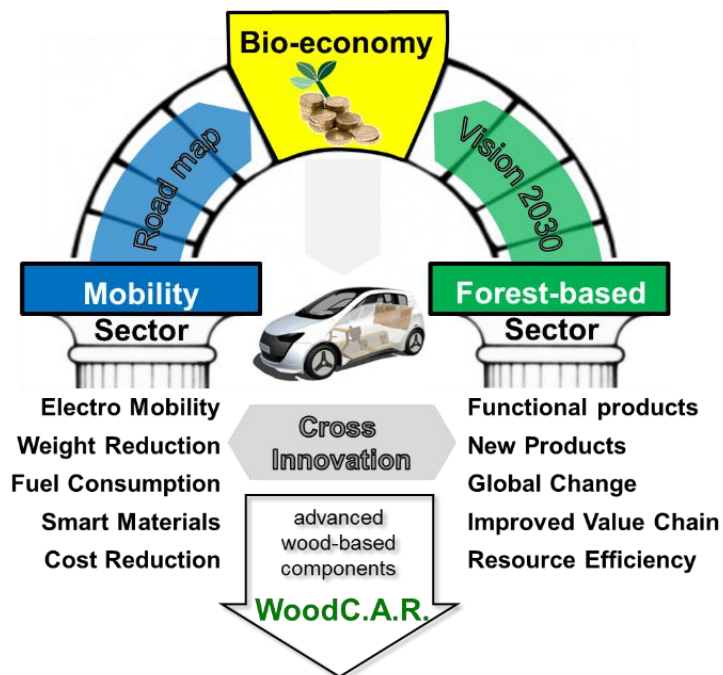 Bio-economy
Road map
Vision 2030
Mobility
Sector
Forest-based
Sector
Electro Mobility
Weight Reduction
Fuel Consumption
Smart Materials
Cost Reduction
Cross
Innovation
Functional products
New Products
Global Change
Improved Value Chain
Resource Efficiency
advanced
wood-based
components
WoodC.A.R.